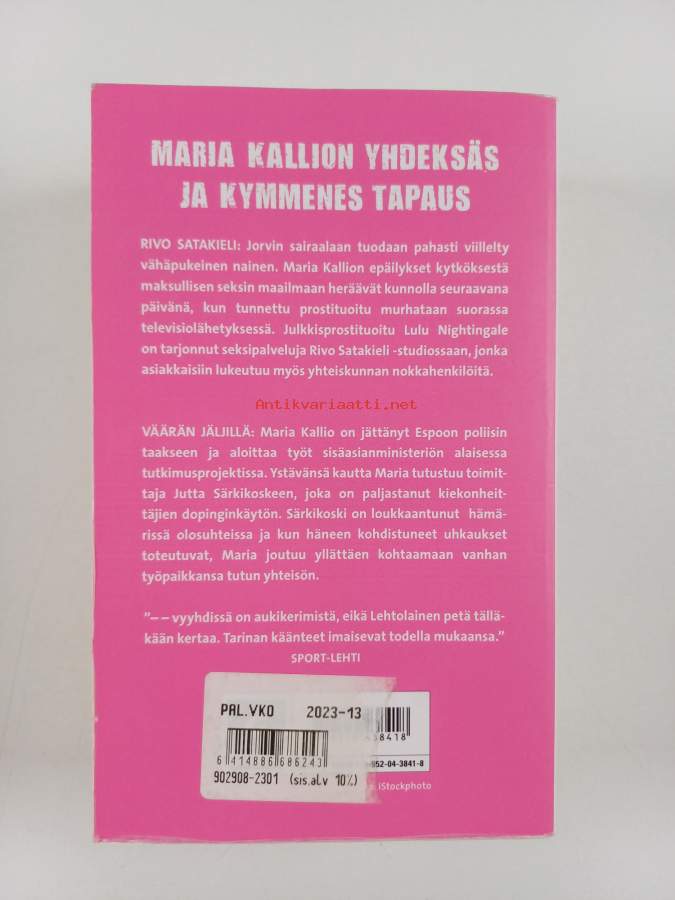 MARIA KALLION YHDEKSÄS
JA KYMMENES TAPAUS
RIVO SATAKIELI: Jorvin sairaalaan tuodaan pahasti viillelty
vähäpukeinen nainen. Maria Kallion epäilykset kytköksestä
maksullisen seksin maailmaan heräävät kunnolla seuraavana
päivänä, kun tunnettu prostituoitu murhataan suorassa
televisiolähetyksessä. Julkkisprostituoitu Lulu Nightingale
on tarjonnut seksipalveluja Rivo Satakieli -studiossaan, jonka
asiakkaisiin lukeutuu myös yhteiskunnan nokkahenkilöitä.
Antikvariaatti.net
VÄÄRÄN JÄLJILLÄ: Maria Kallio on jättänyt Espoon poliisin
taakseen ja aloittaa työt sisäasianministeriön alaisessa
tutkimusprojektissa. Ystävänsä kautta Maria tutustuu toimit-
taja Jutta Särkikoskeen, joka on paljastanut kiekonheit-
täjien dopinginkäytön. Särkikoski on loukkaantunut hämä-
rissä olosuhteissa ja kun häneen kohdistuneet uhkaukset
toteutuvat, Maria joutuu yllättäen kohtaamaan vanhan
työpaikkansa tutun yhteisön.
"– – vyyhdissä on aukikerimistä, eikä Lehtolainen petä tällä-
kään kertaa. Tarinan käänteet imaisevat todella mukaansa."
SPORT-LEHTI
PAL.VKO 2023-13
6 414886 686243
902908-2301 (sis.alv 10%)
38418
-952-04-3841-8
iStockphoto